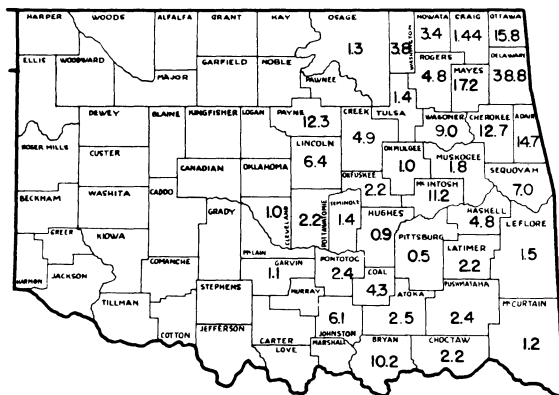 HARPER
WOODS
ALFALFA
GRANT
KAY
OSAGE
1.3
WASHINGTON
3.8
NOWATA
3.4
CRAIG
1.44
OTTAWA
15.8
ELLIS
WOODWARD
MAJOR
GARFIELD
NOBLE
PAWNEE
ROGERS
4.8
MAYES
17.2
DELAWARE
38.8
1.4
TULSA
DEWEY
BLAINE
KINGFISHER
LOGAN
PAYNE
12.3
CREEK
4.9
WAGONER
9.0
CHEROKEE
12.7
ADAIR
14.7
ROGER MILLS
CUSTER
CANADIAN
OKLAHOMA
LINCOLN
6.4
OKFUSKEE
2.2
OKMULGEE
1.0
MUSKOGEE
1.8
McINTOSH
11.2
SEQUOYAH
7.0
BECKHAM
WASHITA
CADDO
GRADY
1.0
CLEVELAND
2.2
POTTAWATOMIE
SEMINOLE
1.4
HUGHES
0.9
PITTSBURG
0.5
HASKELL
4.8
LEFLORE
1.5
LATIMER
2.2
GREER
KIOWA
COMANCHE
McLAIN
GARVIN
1.1
PONTOTOC
2.4
COAL
4.3
HARMON
JACKSON
TILLMAN
COTTON
STEPHENS
JEFFERSON
MURRAY
6.1
JOHNSTON
ATOKA
2.5
PUSHMATAHA
2.4
McCURTAIN
1.2
CARTER
LOVE
MARSHALL
BRYAN
10.2
CHOCTAW
2.2